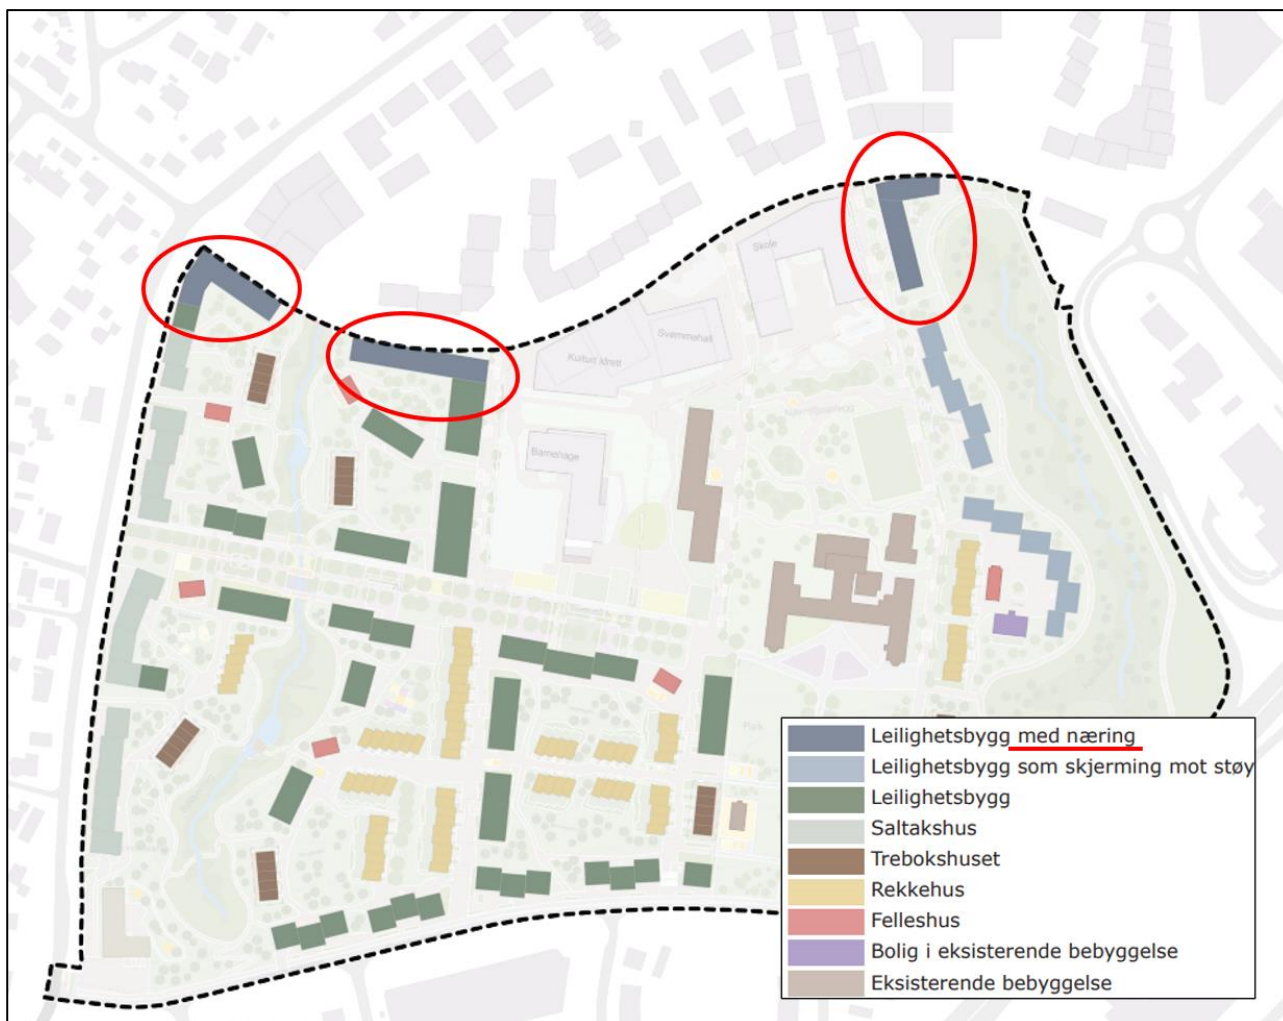 Skole
Svømmehall
Kultur/ Idrett
Barnehage
Park
Leilighetsbygg med næring
Leilighetsbygg som skjerming mot støy
Leilighetsbygg
Saltakshus
Trebokshuset
Rekkehus
Felleshus
Bolig i eksisterende bebyggelse
Eksisterende bebyggelse